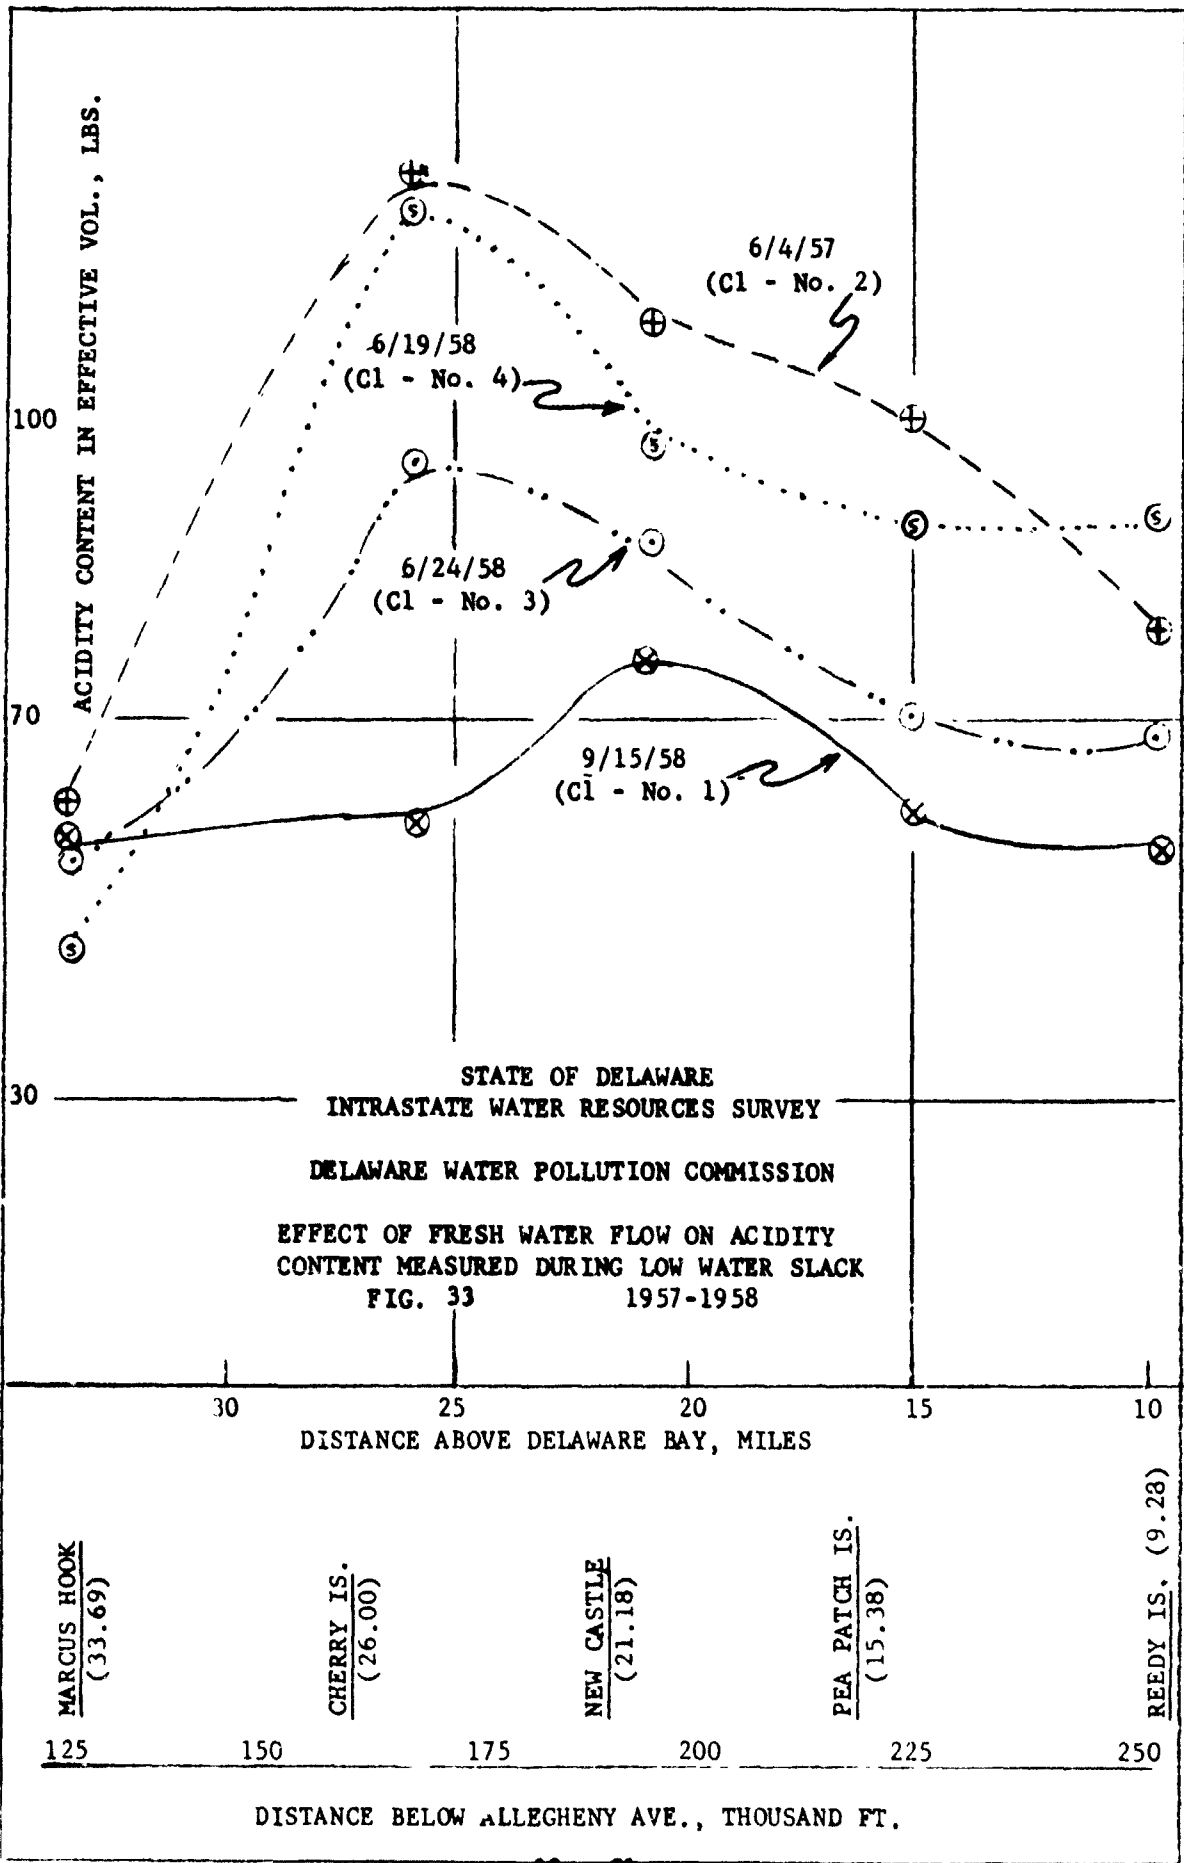 ACIDITY CONTENT IN EFFECTIVE VOL., LBS.
6/4/57
(Cl - No. 2)
6/19/58
(Cl - No. 4)
100
6/24/58
(Cl - No. 3)
70
9/15/58
(Cl - No. 1)
30
STATE OF DELAWARE
INTRASTATE WATER RESOURCES SURVEY
DELAWARE WATER POLLUTION COMMISSION
EFFECT OF FRESH WATER FLOW ON ACIDITY
CONTENT MEASURED DURING LOW WATER SLACK
FIG. 33 1957-1958
30 25 20 15 10
DISTANCE ABOVE DELAWARE BAY, MILES
MARCUS HOOK
(33.69)
CHERRY IS.
(26.00)
NEW CASTLE
(21.18)
PEA PATCH IS.
(15.38)
REEDY IS. (9.28)
125 150 175 200 225 250
DISTANCE BELOW ALLEGHENY AVE., THOUSAND FT.